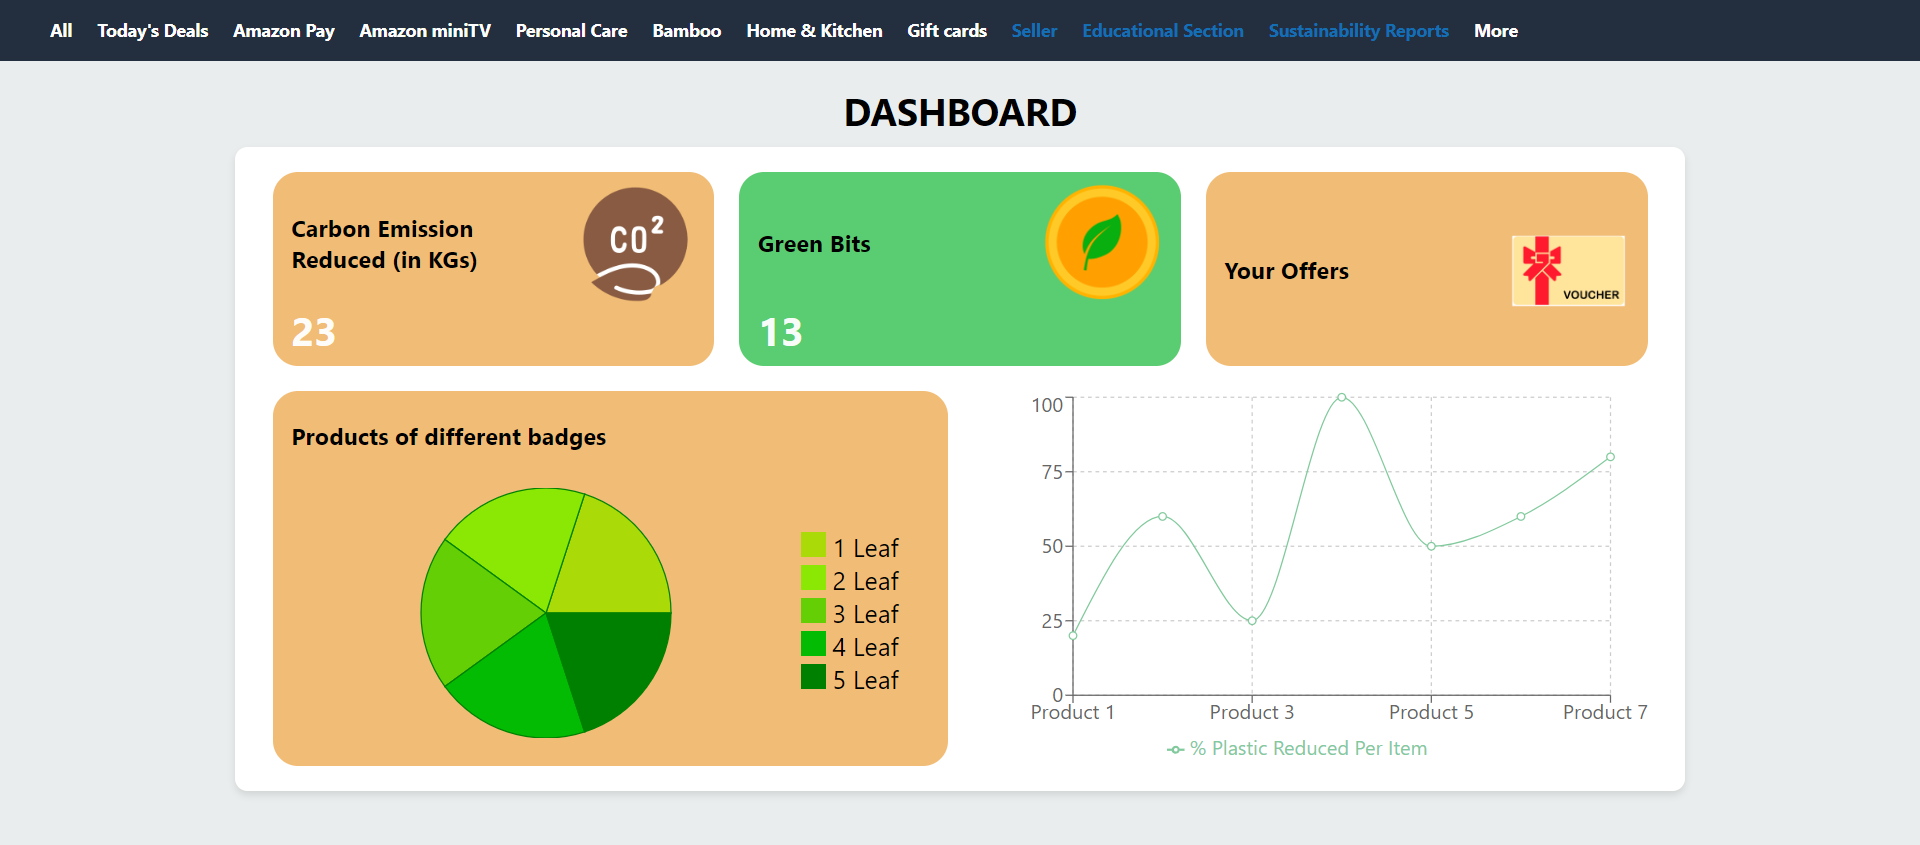 All Today's Deals Amazon Pay Amazon miniTV Personal Care Bamboo Home & Kitchen Gift cards Seller Educational Section Sustainability Reports More
DASHBOARD
Carbon Emission
Reduced (in KGs)
CO²
23
Green Bits
13
Your Offers
VOUCHER
Products of different badges
1 Leaf
2 Leaf
3 Leaf
4 Leaf
5 Leaf
100
75
50
25
0
Product 1 Product 3 Product 5 Product 7
% Plastic Reduced Per Item